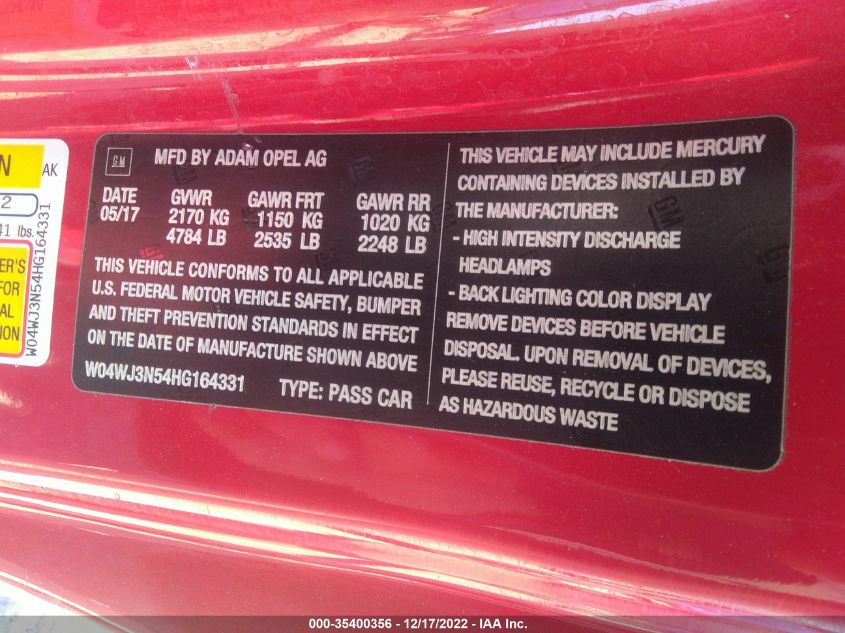 N
AK
2
41 lbs.
ER'S
FOR
AL
TION
W04WJ3N54HG164331
GM
MFD BY ADAM OPEL AG
DATE GVWR GAWR FRT GAWR RR
05/17 2170 KG 1150 KG 1020 KG
4784 LB 2535 LB 2248 LB
THIS VEHICLE CONFORMS TO ALL APPLICABLE
U.S. FEDERAL MOTOR VEHICLE SAFETY, BUMPER
AND THEFT PREVENTION STANDARDS IN EFFECT
ON THE DATE OF MANUFACTURE SHOWN ABOVE
W04WJ3N54HG164331 TYPE: PASS CAR
THIS VEHICLE MAY INCLUDE MERCURY
CONTAINING DEVICES INSTALLED BY
THE MANUFACTURER:
- HIGH INTENSITY DISCHARGE
HEADLAMPS
- BACK LIGHTING COLOR DISPLAY
REMOVE DEVICES BEFORE VEHICLE
DISPOSAL. UPON REMOVAL OF DEVICES,
PLEASE REUSE, RECYCLE OR DISPOSE
AS HAZARDOUS WASTE
000-35400356 - 12/17/2022 - IAA Inc.